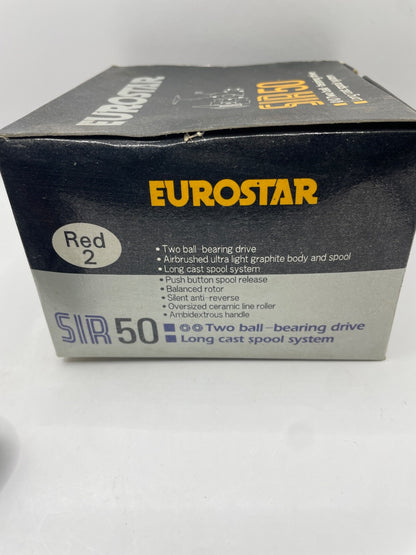 EUROSTAR
SIR50
EUROSTAR
Red
2
• Two ball-bearing drive
• Airbrushed ultra light graphite body and spool
• Long cast spool system
• Push button spool release
• Balanced rotor
• Silent anti-reverse
• Oversized ceramic line roller
• Ambidextrous handle
SIR50
Two ball-bearing drive
Long cast spool system